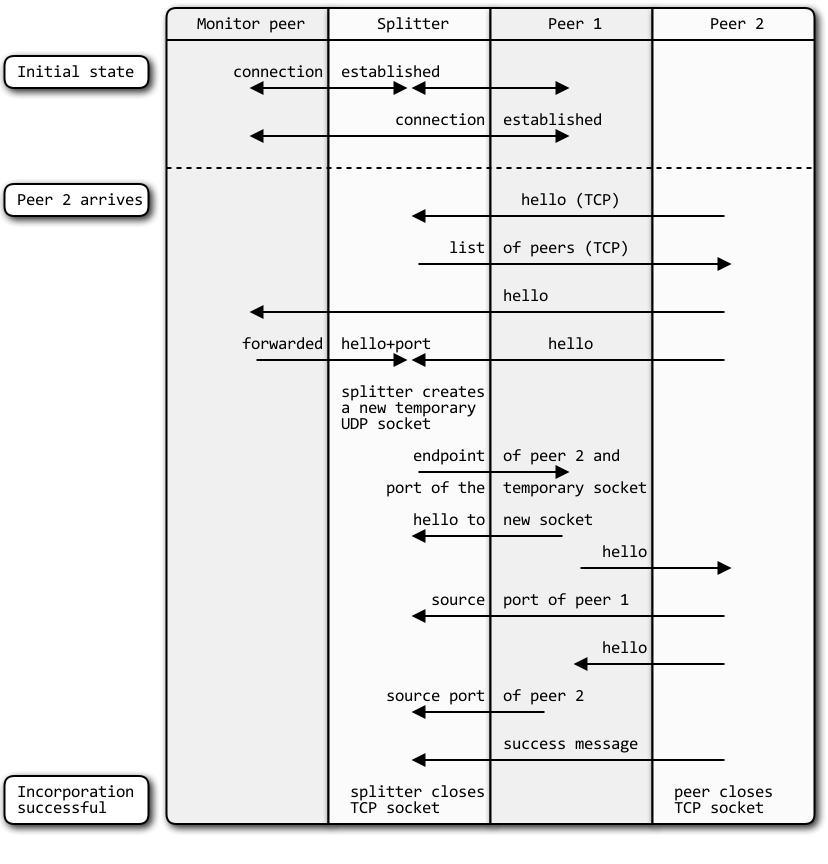 Monitor peer Splitter Peer 1 Peer 2
Initial state
connection established
connection established
Peer 2 arrives
hello (TCP)
list of peers (TCP)
hello
forwarded hello+port hello
splitter creates
a new temporary
UDP socket
endpoint of peer 2 and
port of the temporary socket
hello to new socket
hello
source port of peer 1
hello
source port of peer 2
success message
Incorporation splitter closes peer closes
successful TCP socket TCP socket